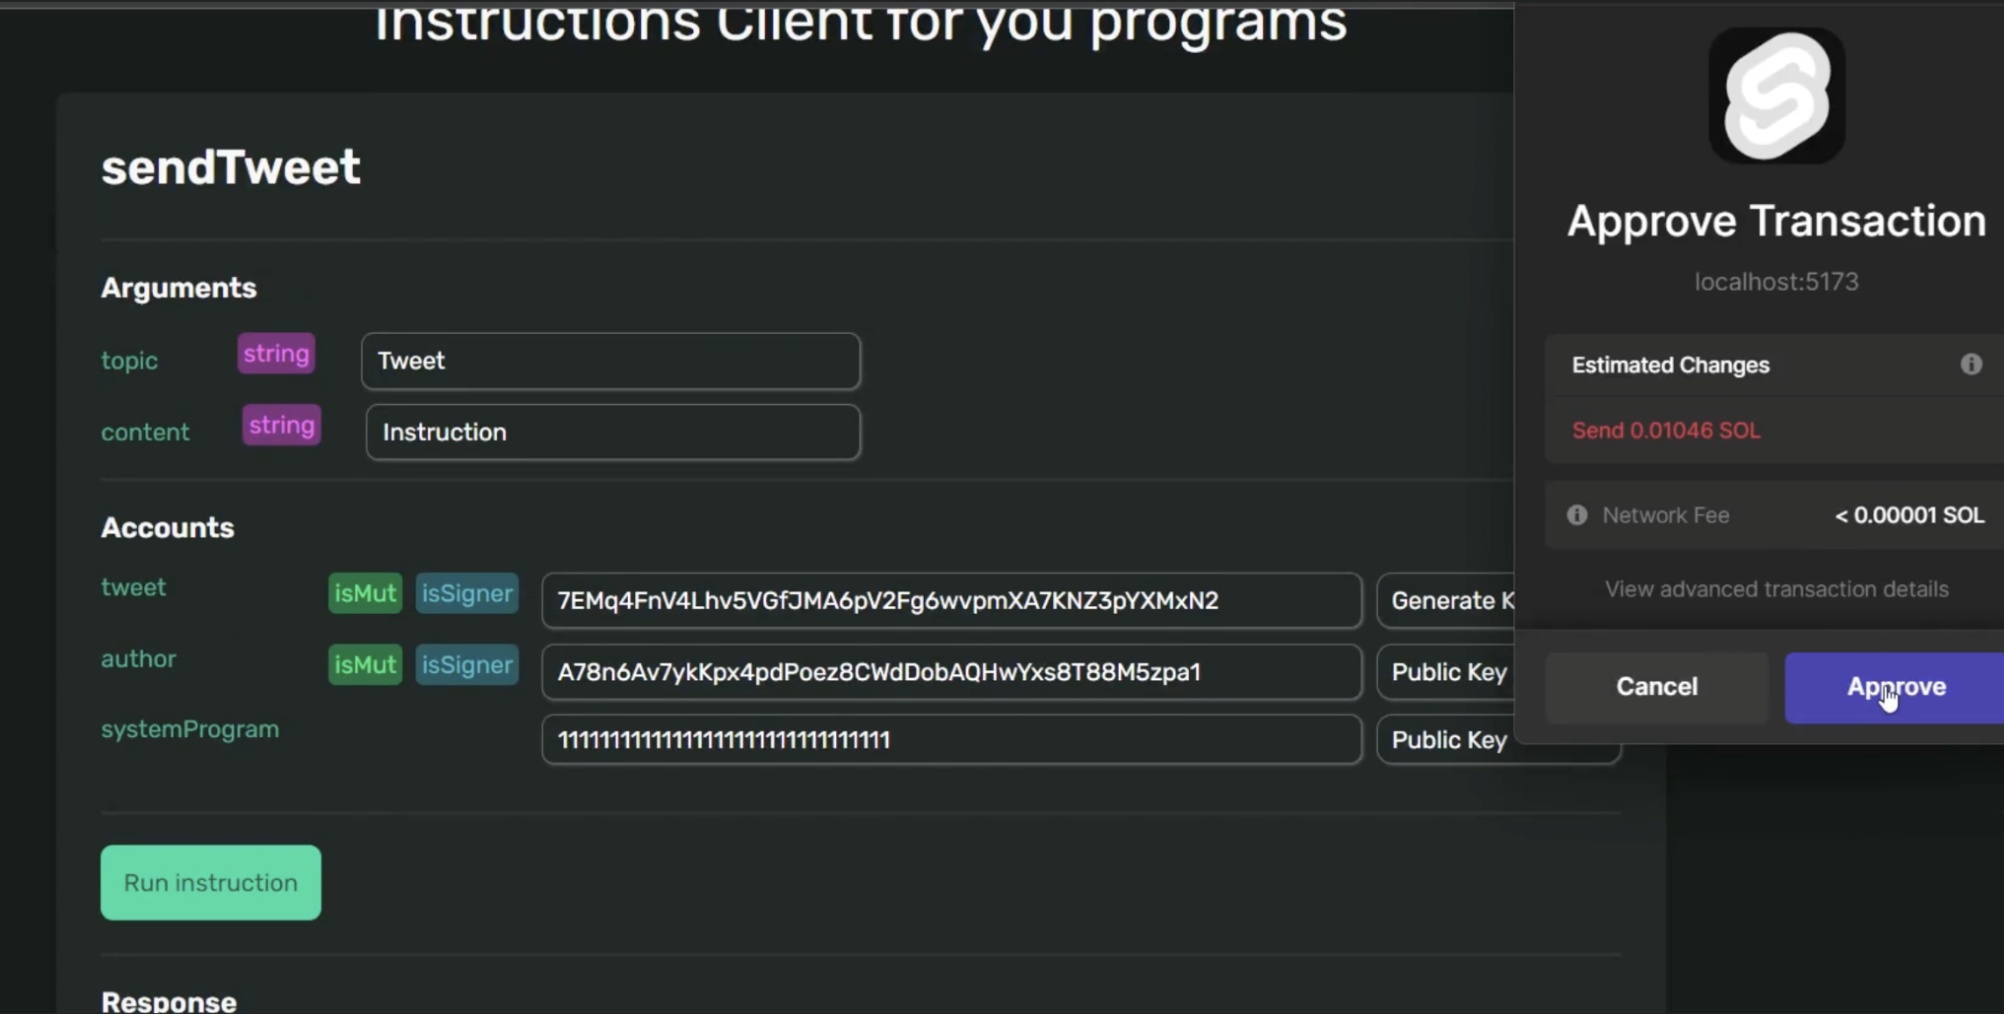 Instructions Client for you programs
sendTweet
Arguments
topic string Tweet
content string Instruction
Accounts
tweet isMut isSigner 7EMq4FnV4Lhv5VGfJMA6pV2Fg6wvpmXA7KNZ3pYXMxN2 Generate K
author isMut isSigner A78n6Av7ykKpx4pdPoez8CWdDobAQHwYxs8T88M5zpa1 Public Key
systemProgram 11111111111111111111111111111111 Public Key
Run instruction
Response
Approve Transaction
localhost:5173
Estimated Changes
Send 0.01046 SOL
Network Fee < 0.00001 SOL
View advanced transaction details
Cancel Approve